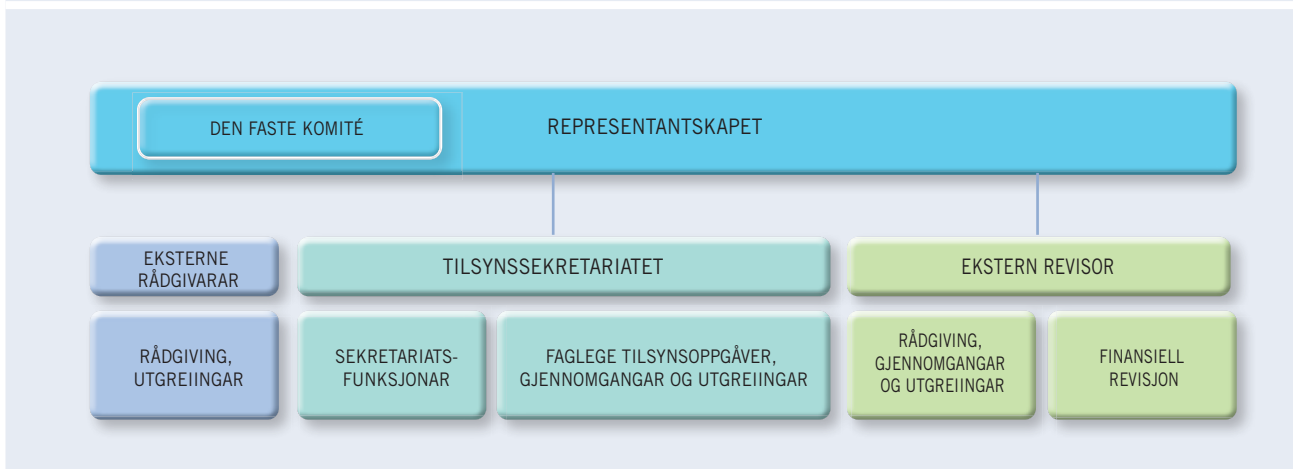 DEN FASTE KOMITÉ
REPRESENTANTSKAPET
EKSTERNE
RÅDGIVARAR
TILSYNSSEKRETARIATET
EKSTERN REVISOR
RÅDGIVING,
UTGREIINGAR
SEKRETARIATS-
FUNKSJONAR
FAGLEGE TILSYNSOPPGÅVER,
GJENNOMGANGAR OG UTGREIINGAR
RÅDGIVING,
GJENNOMGANGAR
OG UTGREIINGAR
FINANSIELL
REVISJON